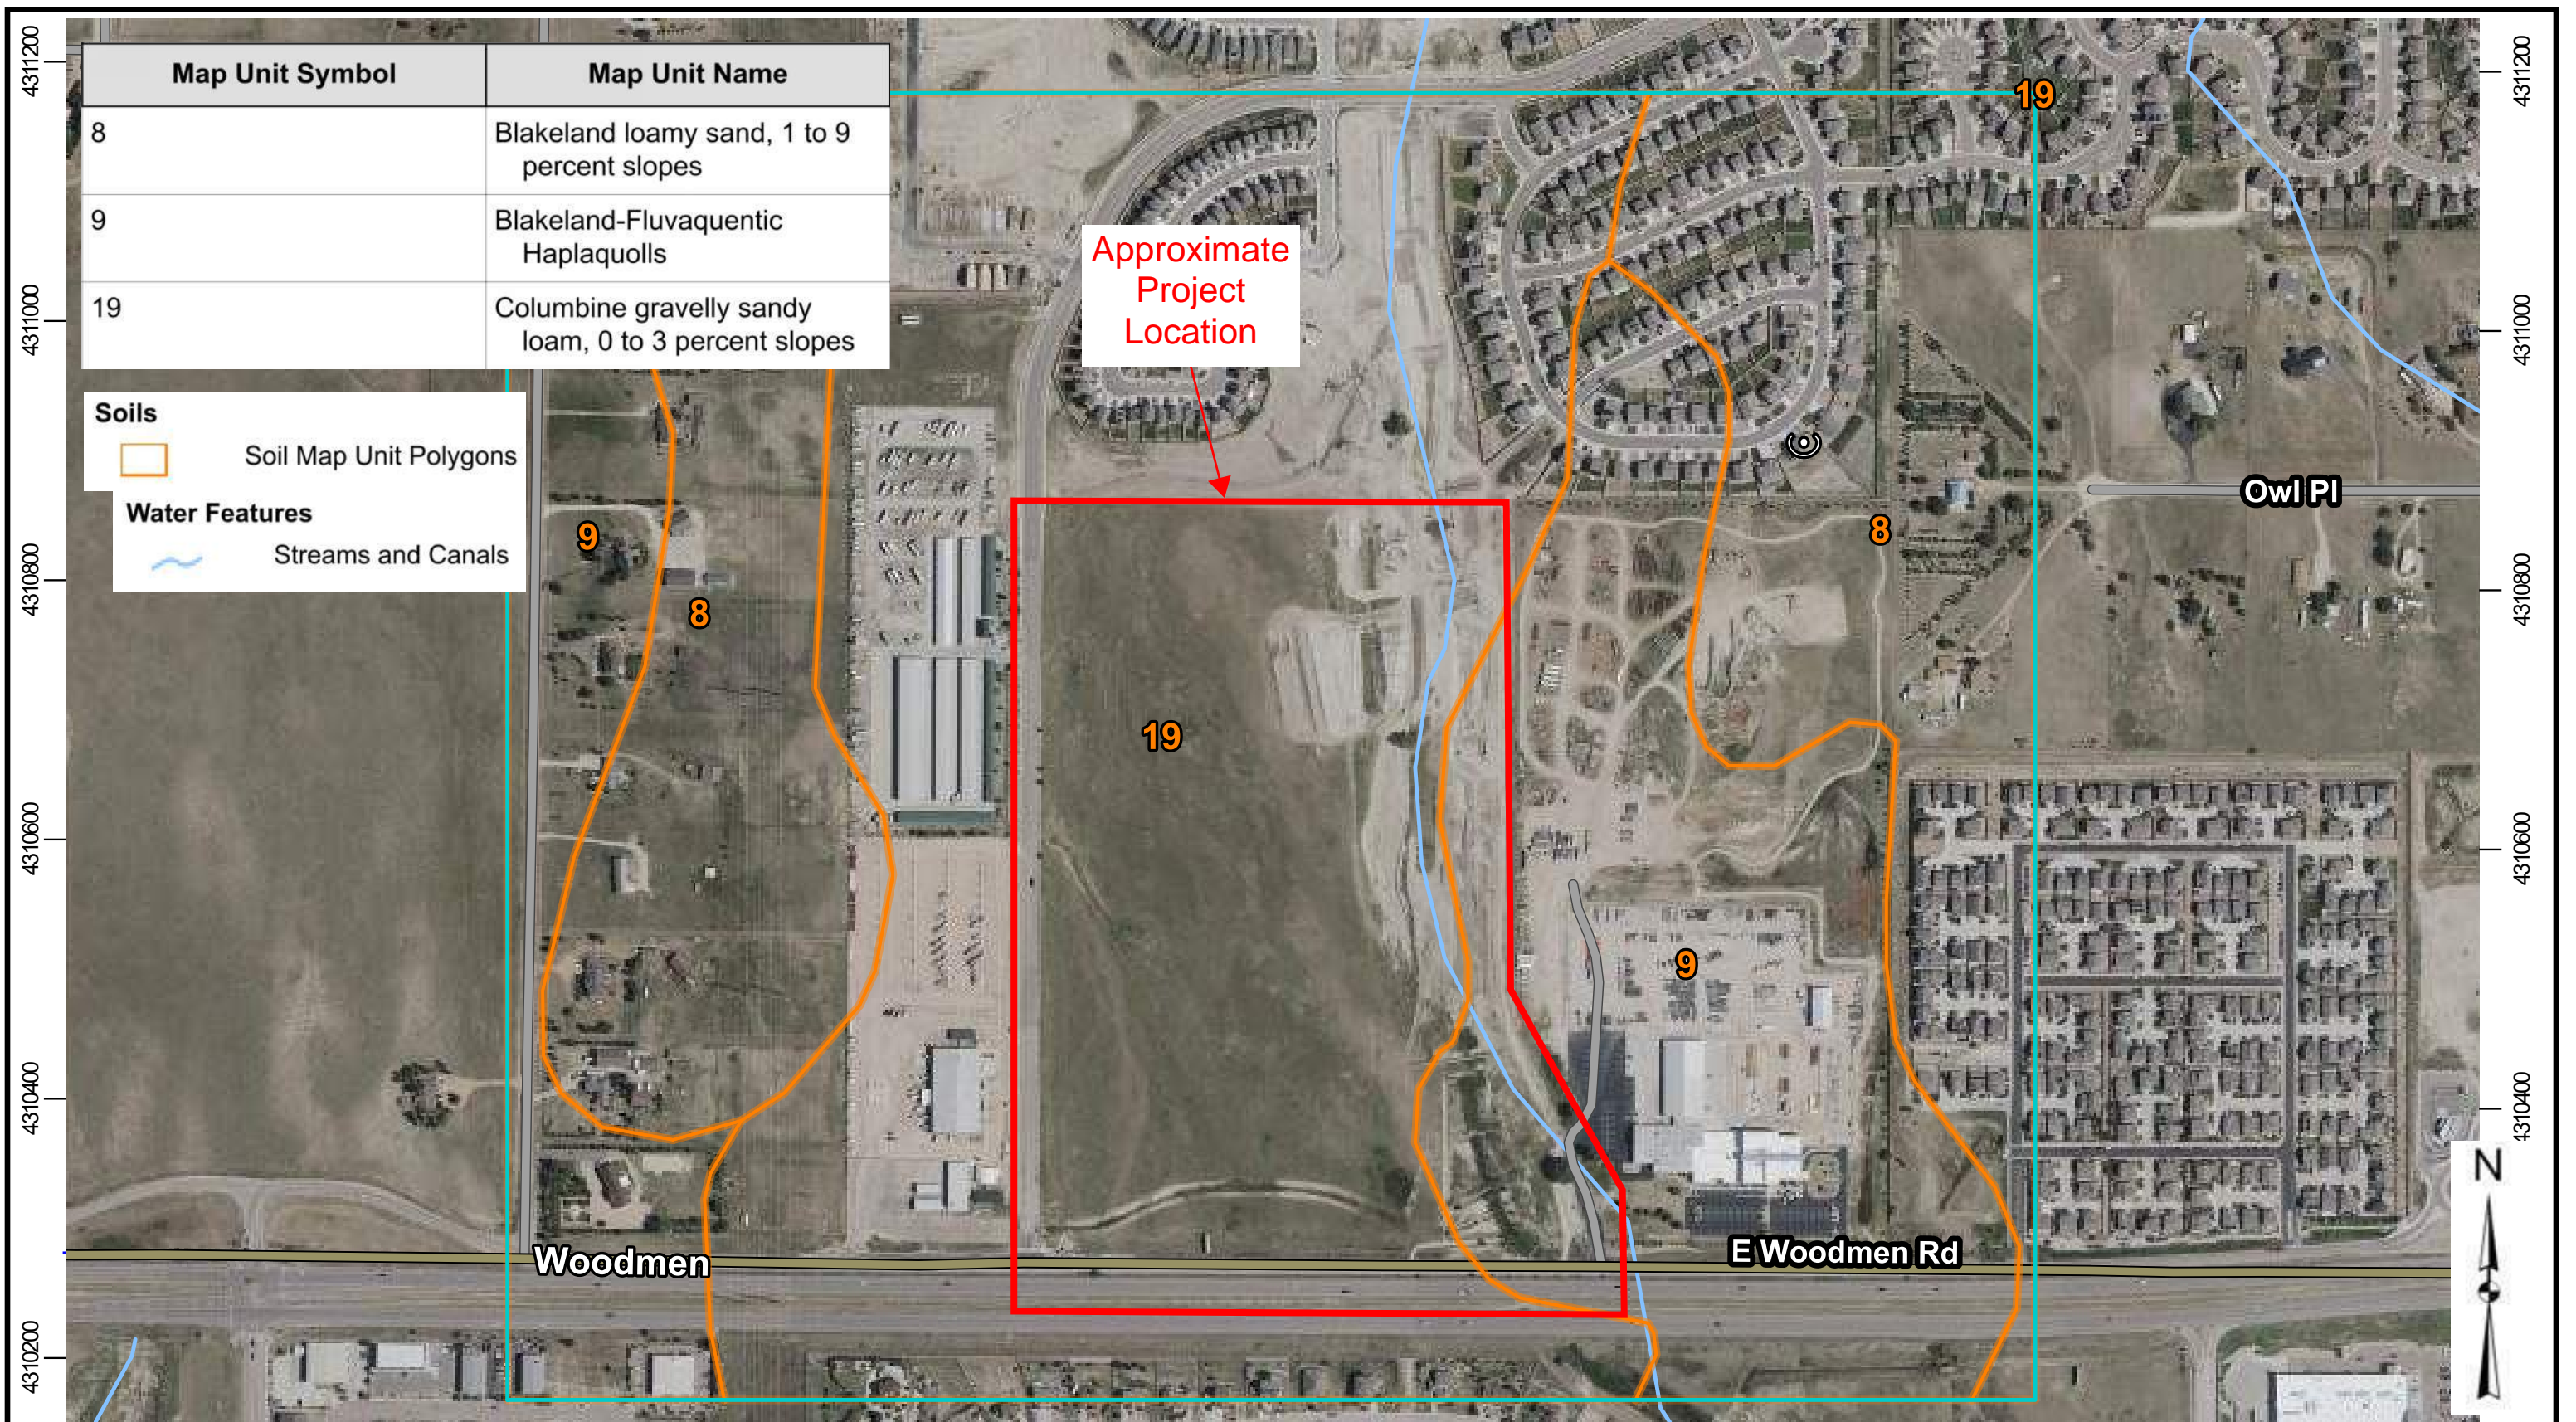 4311200
Map Unit Symbol
Map Unit Name
8
Blakeland loamy sand, 1 to 9
percent slopes
9
Blakeland-Fluvaquentic
Haplaquolls
19
Columbine gravelly sandy
loam, 0 to 3 percent slopes
19
4311200
Approximate
Project
Location
4311000
4311000
Soils
Soil Map Unit Polygons
Water Features
Streams and Canals
Owl Pl
9
8
8
4310800
4310800
19
4310600
4310600
9
4310400
4310400
N
Woodmen
E Woodmen Rd
4310200